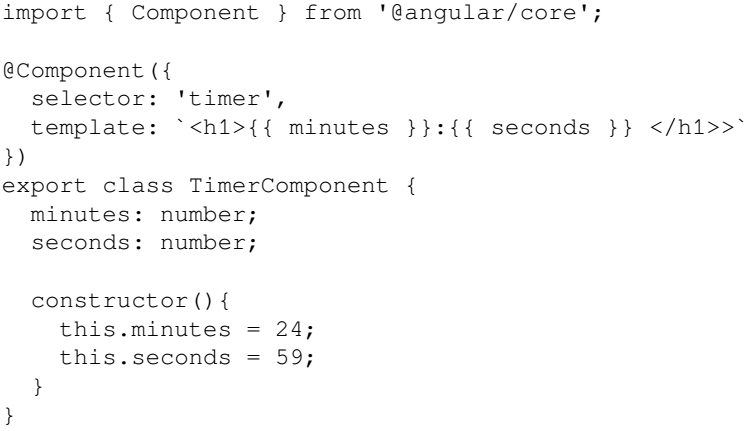 import { Component } from '@angular/core';

@Component({
  selector: 'timer',
  template: `<h1>{{ minutes }}:{{ seconds }} </h1>>`
})
export class TimerComponent {
  minutes: number;
  seconds: number;

  constructor(){
    this.minutes = 24;
    this.seconds = 59;
  }
}